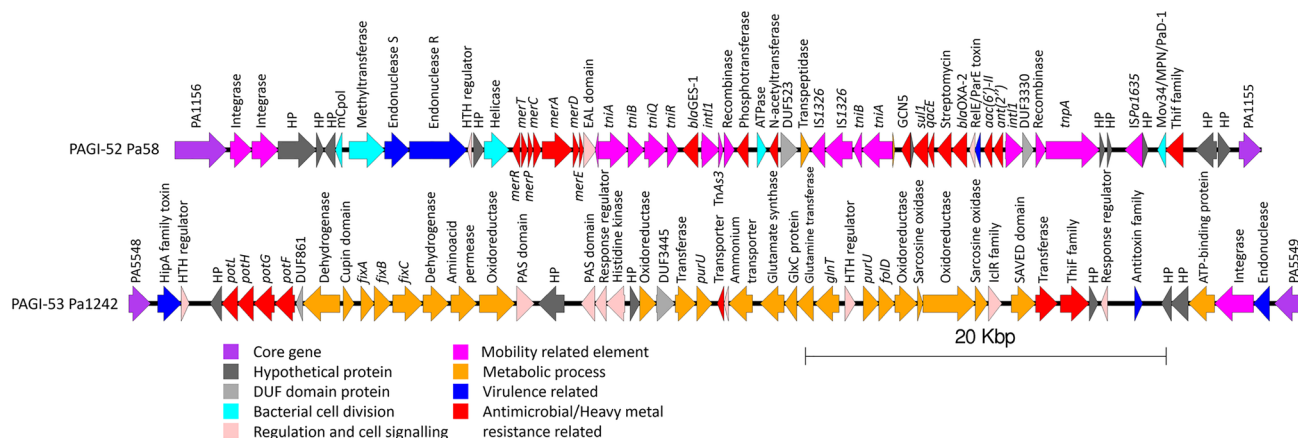 PA1156
Integrase
Integrase
HP
HP
HP
mCpol
Methyltransferase
Endonuclease S
Endonuclease R
HTH regulator
HP
Helicase
merR
merT
merP
merC
merA
merD
merE
EAL domain
tniA
tniB
tniQ
tniR
blaGES-1
intI1
Recombinase
Phosphotransferase
ATPase
N-acetyltransferase
DUF523
Transpeptidase
IS1326
IS1326
tniB
tniA
GCN5
sul1
qacE
Streptomycin
blaOXA-2
RelE/ParE toxin
aac(6')-II
ant(2'')
intI1
DUF3330
Recombinase
tnpA
HP
HP
ISPa1635
HP
Mov34/MPN/PaD-1
Thif family
HP
HP
PA1155
PAGI-52 Pa58
PA5548
HipA family toxin
HTH regulator
HP
potL
potH
potG
potF
DUF861
Dehydrogenase
Cupin domain
fixA
fixB
fixC
Dehydrogenase
Aminoacid
permease
Oxidoreductase
PAS domain
HP
PAS domain
Response regulator
Histidine kinase
HP
Oxidoreductase
DUF445
Transferase
purU
Transporter
TnAs3
Ammonium
transporter
Glutamate synthase
GlxC protein
Glutamine transferase
glnT
HTH regulator
purU
folD
Oxidoreductase
Sarcosine oxidase
Oxidoreductase
Sarcosine oxidase
IclR family
SAVED domain
Transferase
ThiF family
HP
Response regulator
Antitoxin family
HP
HP
ATP-binding protein
Integrase
Endonuclease
PA5549
PAGI-53 Pa1242
20 Kbp
Core gene
Hypothetical protein
DUF domain protein
Bacterial cell division
Regulation and cell signalling
Mobility related element
Metabolic process
Virulence related
Antimicrobial/Heavy metal
resistance related